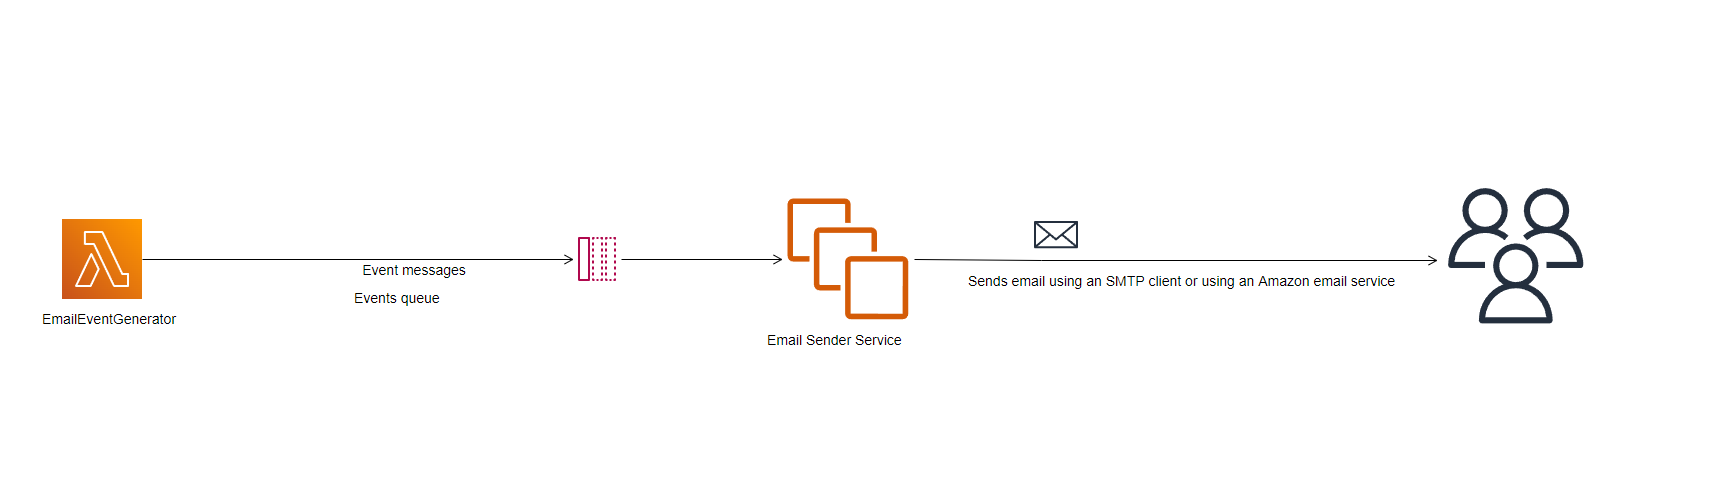 Event messages
Sends email using an SMTP client or using an Amazon email service
Events queue
EmailEventGenerator
Email Sender Service